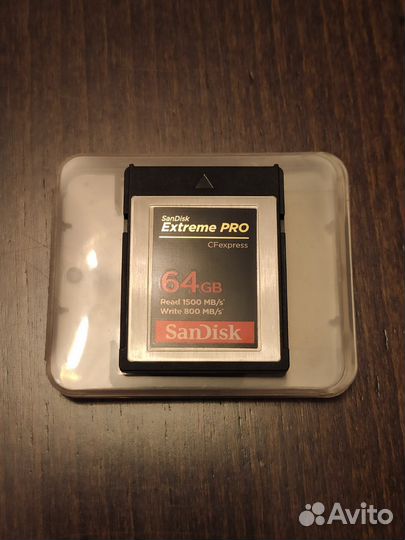 SanDisk
Extreme PRO
CFexpress
64GB
Read 1500 MB/s*
Write 800 MB/s*
SanDisk
Avito